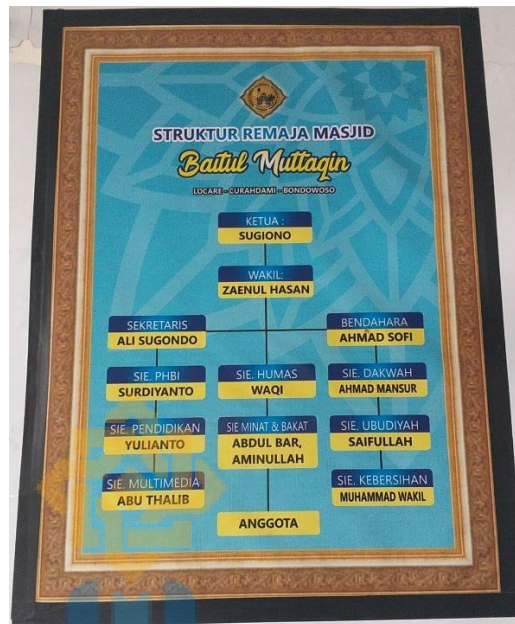 STRUKTUR REMAJA MASJID
Baitul Muttaqin
LOCARE - CURAHDAMI - BONDOWOSO
KETUA :
SUGIONO
WAKIL:
ZAENUL HASAN
SEKRETARIS
ALI SUGONDO
BENDAHARA
AHMAD SOFI
SIE. PHBI
SURDIYANTO
SIE. HUMAS
WAQI
SIE. DAKWAH
AHMAD MANSUR
SIE. PENDIDIKAN
YULIANTO
SIE MINAT & BAKAT
ABDUL BAR,
AMINULLAH
SIE. UBUDIYAH
SAIFULLAH
SIE. MULTIMEDIA
ABU THALIB
SIE. KEBERSIHAN
MUHAMMAD WAKIL
ANGGOTA